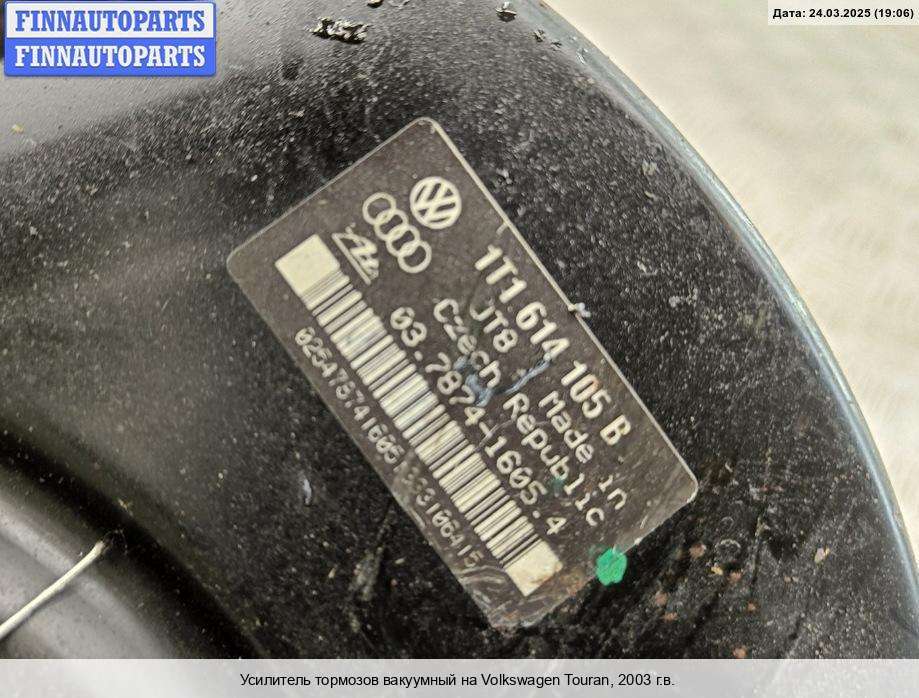 FINNAUTOPARTS
FINNAUTOPARTS
Дата: 24.03.2025 (19:06)
1T1 614 105 B
JT8 Made in
Czech Republic
Ate
03.7874-1605.4
Усилитель тормозов вакуумный на Volkswagen Touran, 2003 г.в.